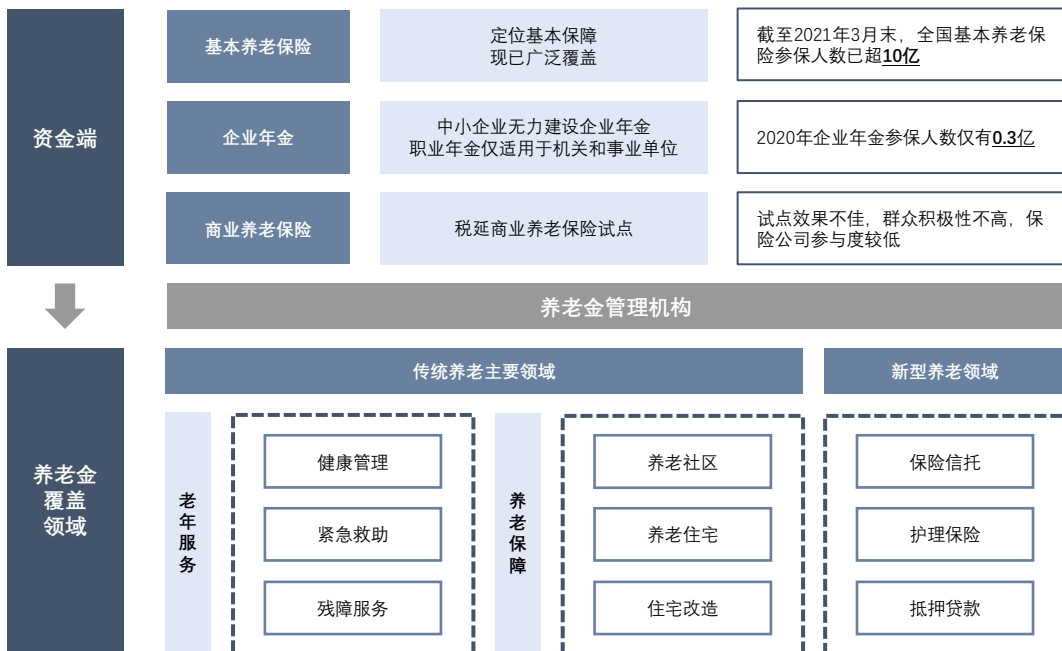 资金端
基本养老保险
定位基本保障
现已广泛覆盖
截至2021年3月末，全国基本养老保
险参保人数已超10亿
企业年金
中小企业无力建设企业年金
职业年金仅适用于机关和事业单位
2020年企业年金参保人数仅有0.3亿
商业养老保险
税延商业养老保险试点
试点效果不佳，群众积极性不高，保
险公司参与度较低
养老金管理机构
养老金
覆盖
领域
传统养老主要领域
新型养老领域
老年服务
健康管理
紧急救助
残障服务
养老保障
养老社区
养老住宅
住宅改造
保险信托
护理保险
抵押贷款